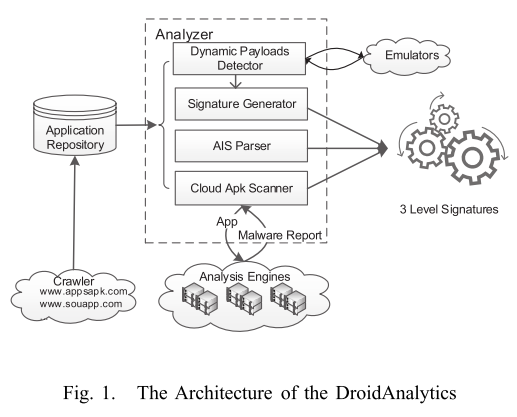 Analyzer
Dynamic Payloads
Detector
Emulators
Signature Generator
Application
Repository
AIS Parser
Cloud Apk Scanner
3 Level Signatures
App
Malware Report
Crawler
www.appsapk.com
www.souapp.com
...
Analysis Engines
Fig. 1. The Architecture of the DroidAnalytics